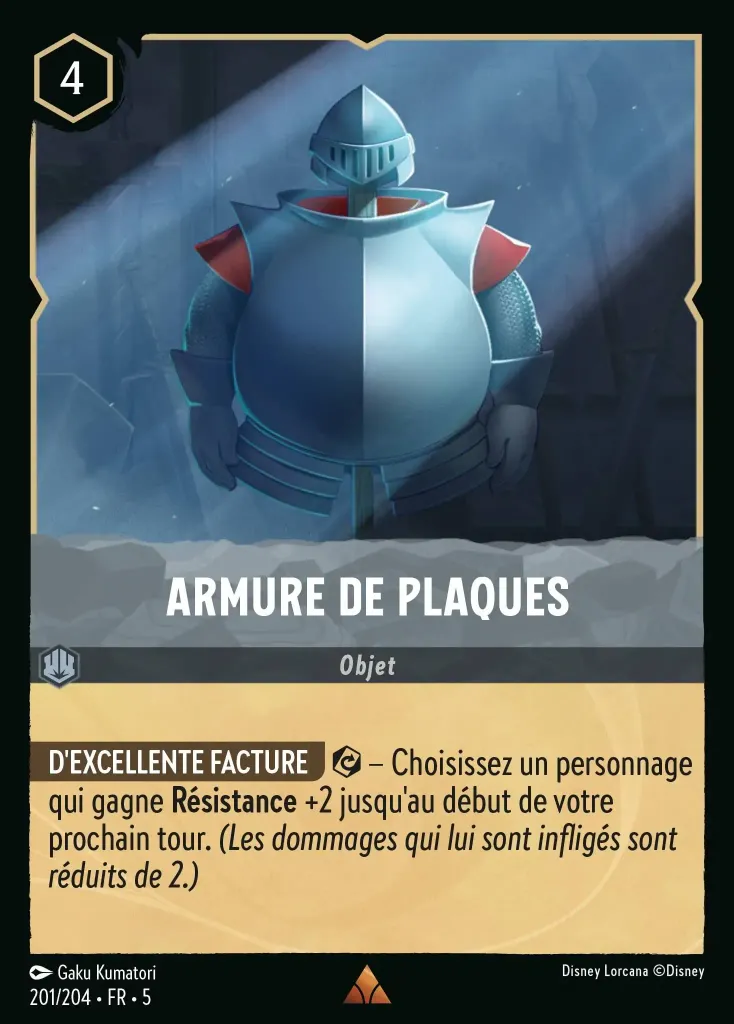 4
ARMURE DE PLAQUES
Objet
D'EXCELLENTE FACTURE – Choisissez un personnage
qui gagne Résistance +2 jusqu'au début de votre
prochain tour. (Les dommages qui lui sont infligés sont
réduits de 2.)
Gaku Kumatori
Disney Lorcana ©Disney
201/204 • FR • 5